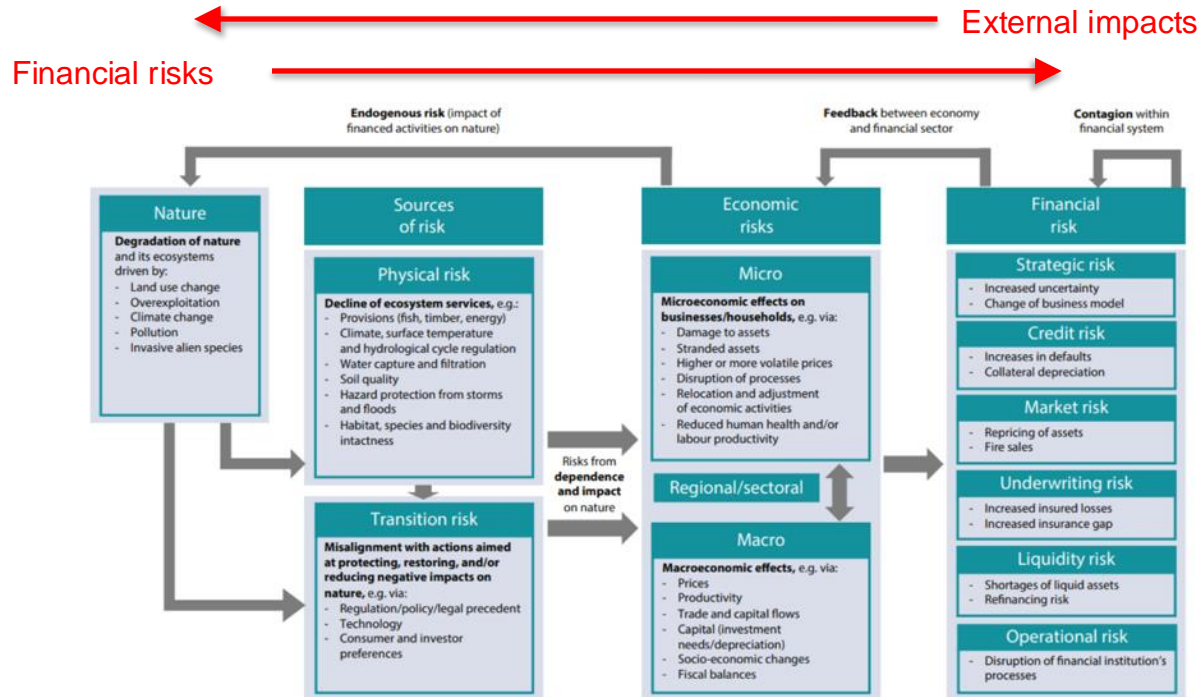 External impacts
Financial risks
Endogenous risk (impact of
financed activities on nature)
Feedback between economy
and financial sector
Contagion within
financial system
Nature
Degradation of nature
and its ecosystems
driven by:
- Land use change
- Overexploitation
- Climate change
- Pollution
- Invasive alien species
Sources
of risk
Physical risk
Decline of ecosystem services, e.g.:
- Provisions (fish, timber, energy)
- Climate, surface temperature
and hydrological cycle regulation
- Water capture and filtration
- Soil quality
- Hazard protection from storms
and floods
- Habitat, species and biodiversity
intactness
Transition risk
Misalignment with actions aimed
at protecting, restoring, and/or
reducing negative impacts on
nature, e.g. via:
- Regulation/policy/legal precedent
- Technology
- Consumer and investor
preferences
Risks from
dependence
and impact
on nature
Economic
risks
Micro
Microeconomic effects on
businesses/households, e.g. via:
- Damage to assets
- Stranded assets
- Higher or more volatile prices
- Disruption of processes
- Relocation and adjustment
of economic activities
- Reduced human health and/or
labour productivity
Regional/sectoral
Macro
Macroeconomic effects, e.g. via:
- Prices
- Productivity
- Trade and capital flows
- Capital (investment
needs/depreciation)
- Socio-economic changes
- Fiscal balances
Financial
risk
Strategic risk
- Increased uncertainty
- Change of business model
Credit risk
- Increases in defaults
- Collateral depreciation
Market risk
- Repricing of assets
- Fire sales
Underwriting risk
- Increased insured losses
- Increased insurance gap
Liquidity risk
- Shortages of liquid assets
- Refinancing risk
Operational risk
- Disruption of financial institution's
processes